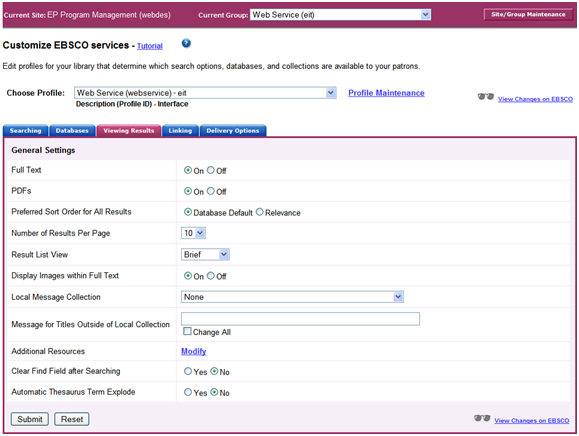 Current Site: EP Program Management (webdes) Current Group: Web Service (eit) Site/Group Maintenance
Customize EBSCO services - Tutorial ?
Edit profiles for your library that determine which search options, databases, and collections are available to your patrons.
Choose Profile: Web Service (webservice) - eit Profile Maintenance View Changes on EBSCO
Description (Profile ID) - Interface
Searching Databases Viewing Results Linking Delivery Options
General Settings
Full Text On Off
PDFs On Off
Preferred Sort Order for All Results Database Default Relevance
Number of Results Per Page 10
Result List View Brief
Display Images within Full Text On Off
Local Message Collection None
Message for Titles Outside of Local Collection
Change All
Additional Resources Modify
Clear Find Field after Searching Yes No
Automatic Thesaurus Term Explode Yes No
Submit Reset View Changes on EBSCO